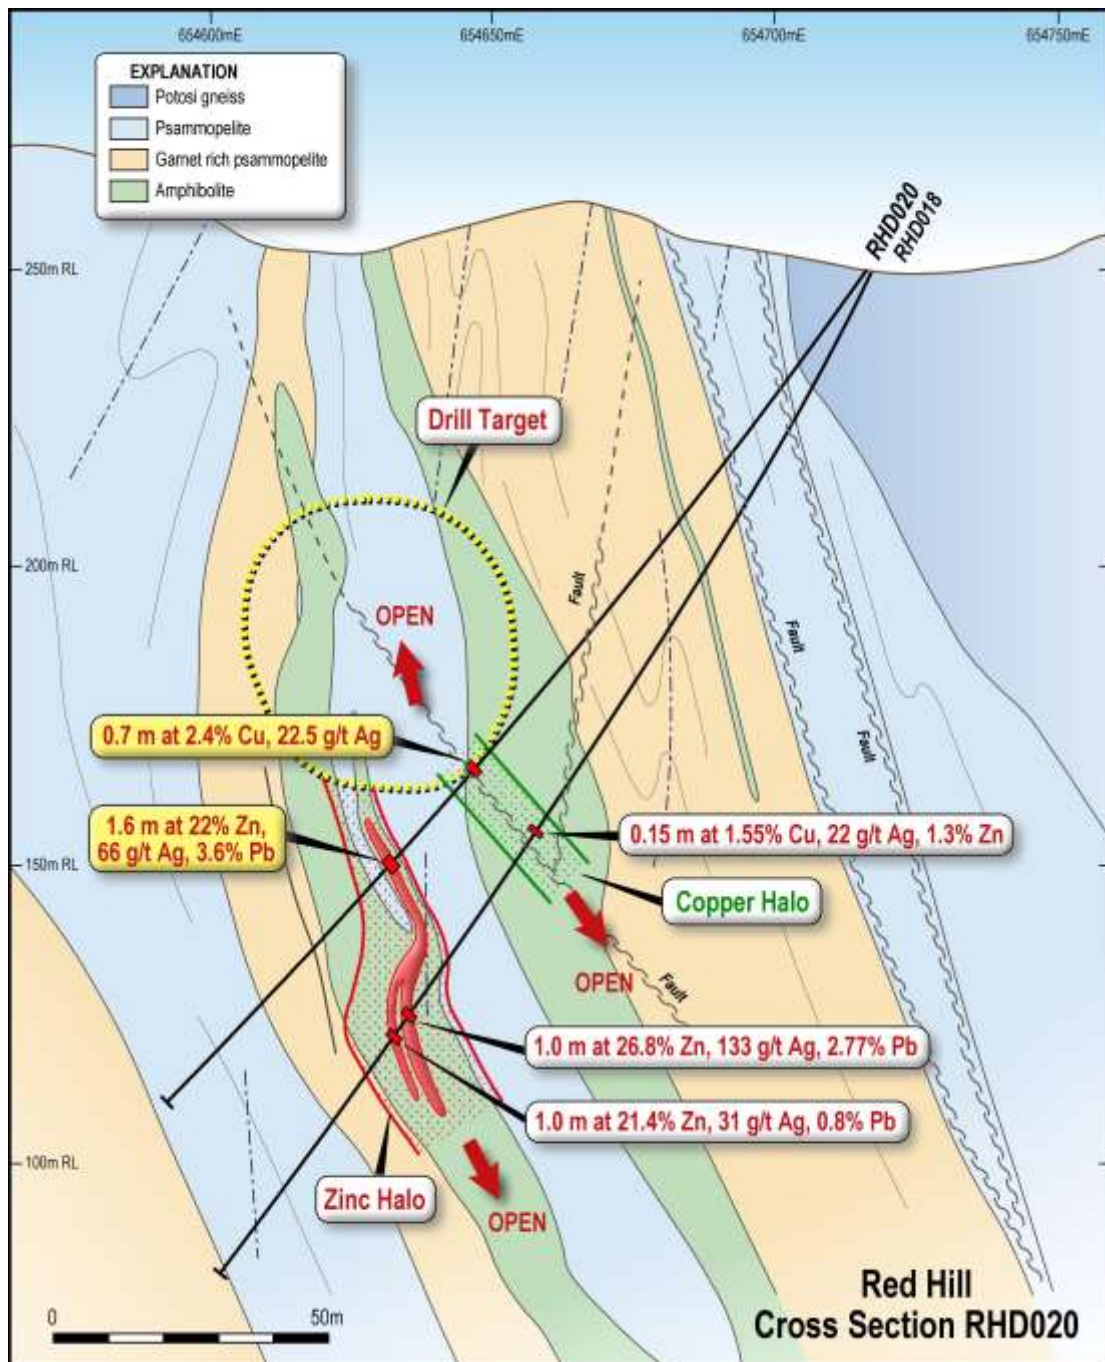 654600mE
654650mE
654700mE
654750mE
EXPLANATION
Potosi gneiss
Psammopelite
Garnet rich psammopelite
Amphibolite
RHD020
RHD018
250m RL
Drill Target
200m RL
Fault
OPEN
Fault
0.7 m at 2.4% Cu, 22.5 g/t Ag
Fault
1.6 m at 22% Zn,
66 g/t Ag, 3.6% Pb
0.15 m at 1.55% Cu, 22 g/t Ag, 1.3% Zn
150m RL
Copper Halo
OPEN
Fault
1.0 m at 26.8% Zn, 133 g/t Ag, 2.77% Pb
1.0 m at 21.4% Zn, 31 g/t Ag, 0.8% Pb
100m RL
Zinc Halo
OPEN
Red Hill
Cross Section RHD020
0
50m